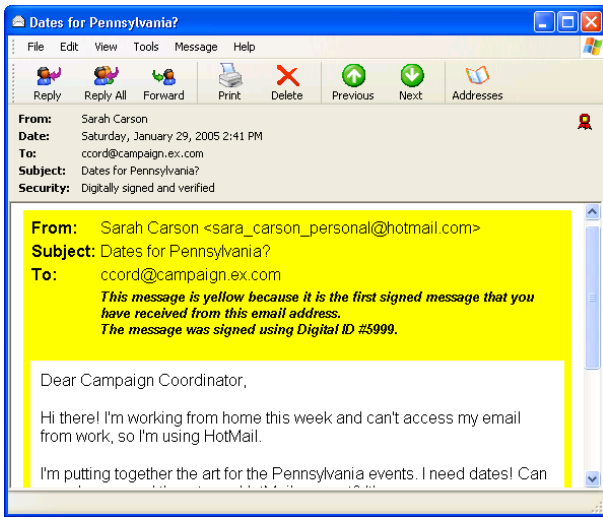 Dates for Pennsylvania?
File Edit View Tools Message Help
Reply Reply All Forward Print Delete Previous Next Addresses
From: Sarah Carson
Date: Saturday, January 29, 2005 2:41 PM
To: ccord@campaign.ex.com
Subject: Dates for Pennsylvania?
Security: Digitally signed and verified
From: Sarah Carson <sara_carson_personal@hotmail.com>
Subject: Dates for Pennsylvania?
To: ccord@campaign.ex.com
This message is yellow because it is the first signed message that you
have received from this email address.
The message was signed using Digital ID #5999.
Dear Campaign Coordinator,
Hi there! I'm working from home this week and can't access my email
from work, so I'm using HotMail.
I'm putting together the art for the Pennsylvania events. I need dates! Can